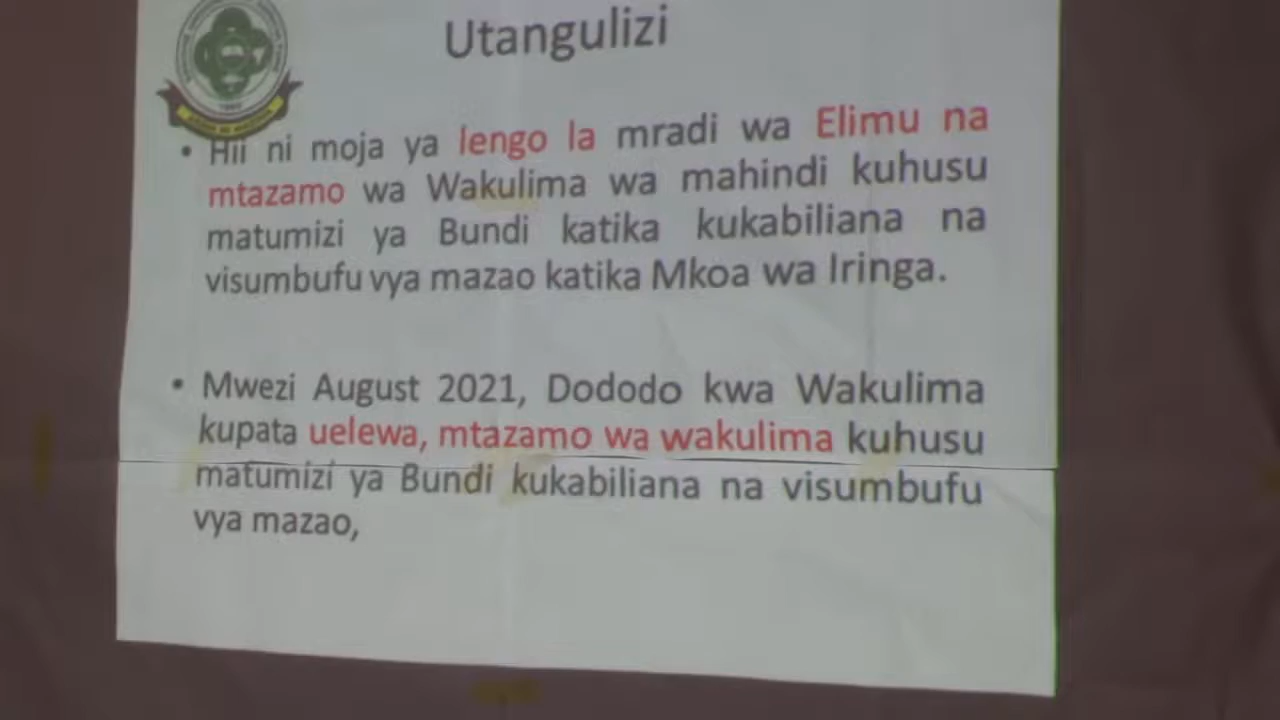 Utangulizi
• Hii ni moja ya lengo la mradi wa Elimu na
mtazamo wa Wakulima wa mahindi kuhusu
matumizi ya Bundi katika kukabiliana na
visumbufu vya mazao katika Mkoa wa Iringa.
• Mwezi August 2021, Dododo kwa Wakulima
kupata uelewa, mtazamo wa wakulima kuhusu
matumizi ya Bundi kukabiliana na visumbufu
vya mazao,